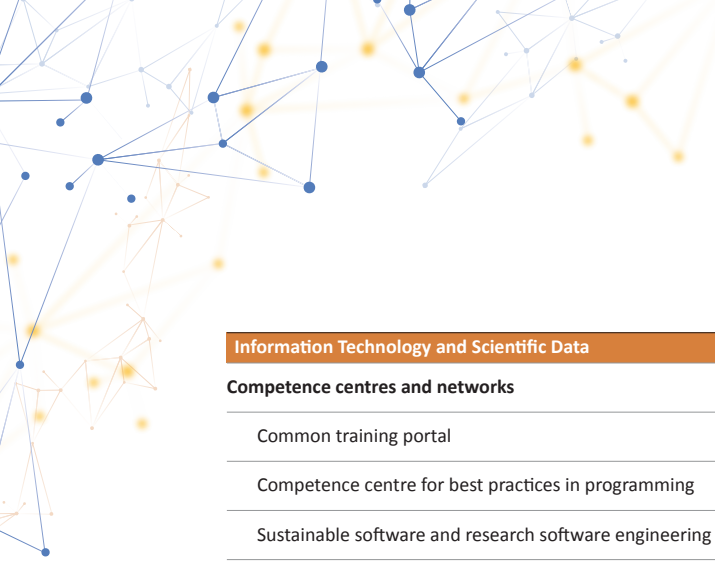 Information Technology and Scientific Data
Competence centres and networks
Common training portal
Competence centre for best practices in programming
Sustainable software and research software engineering